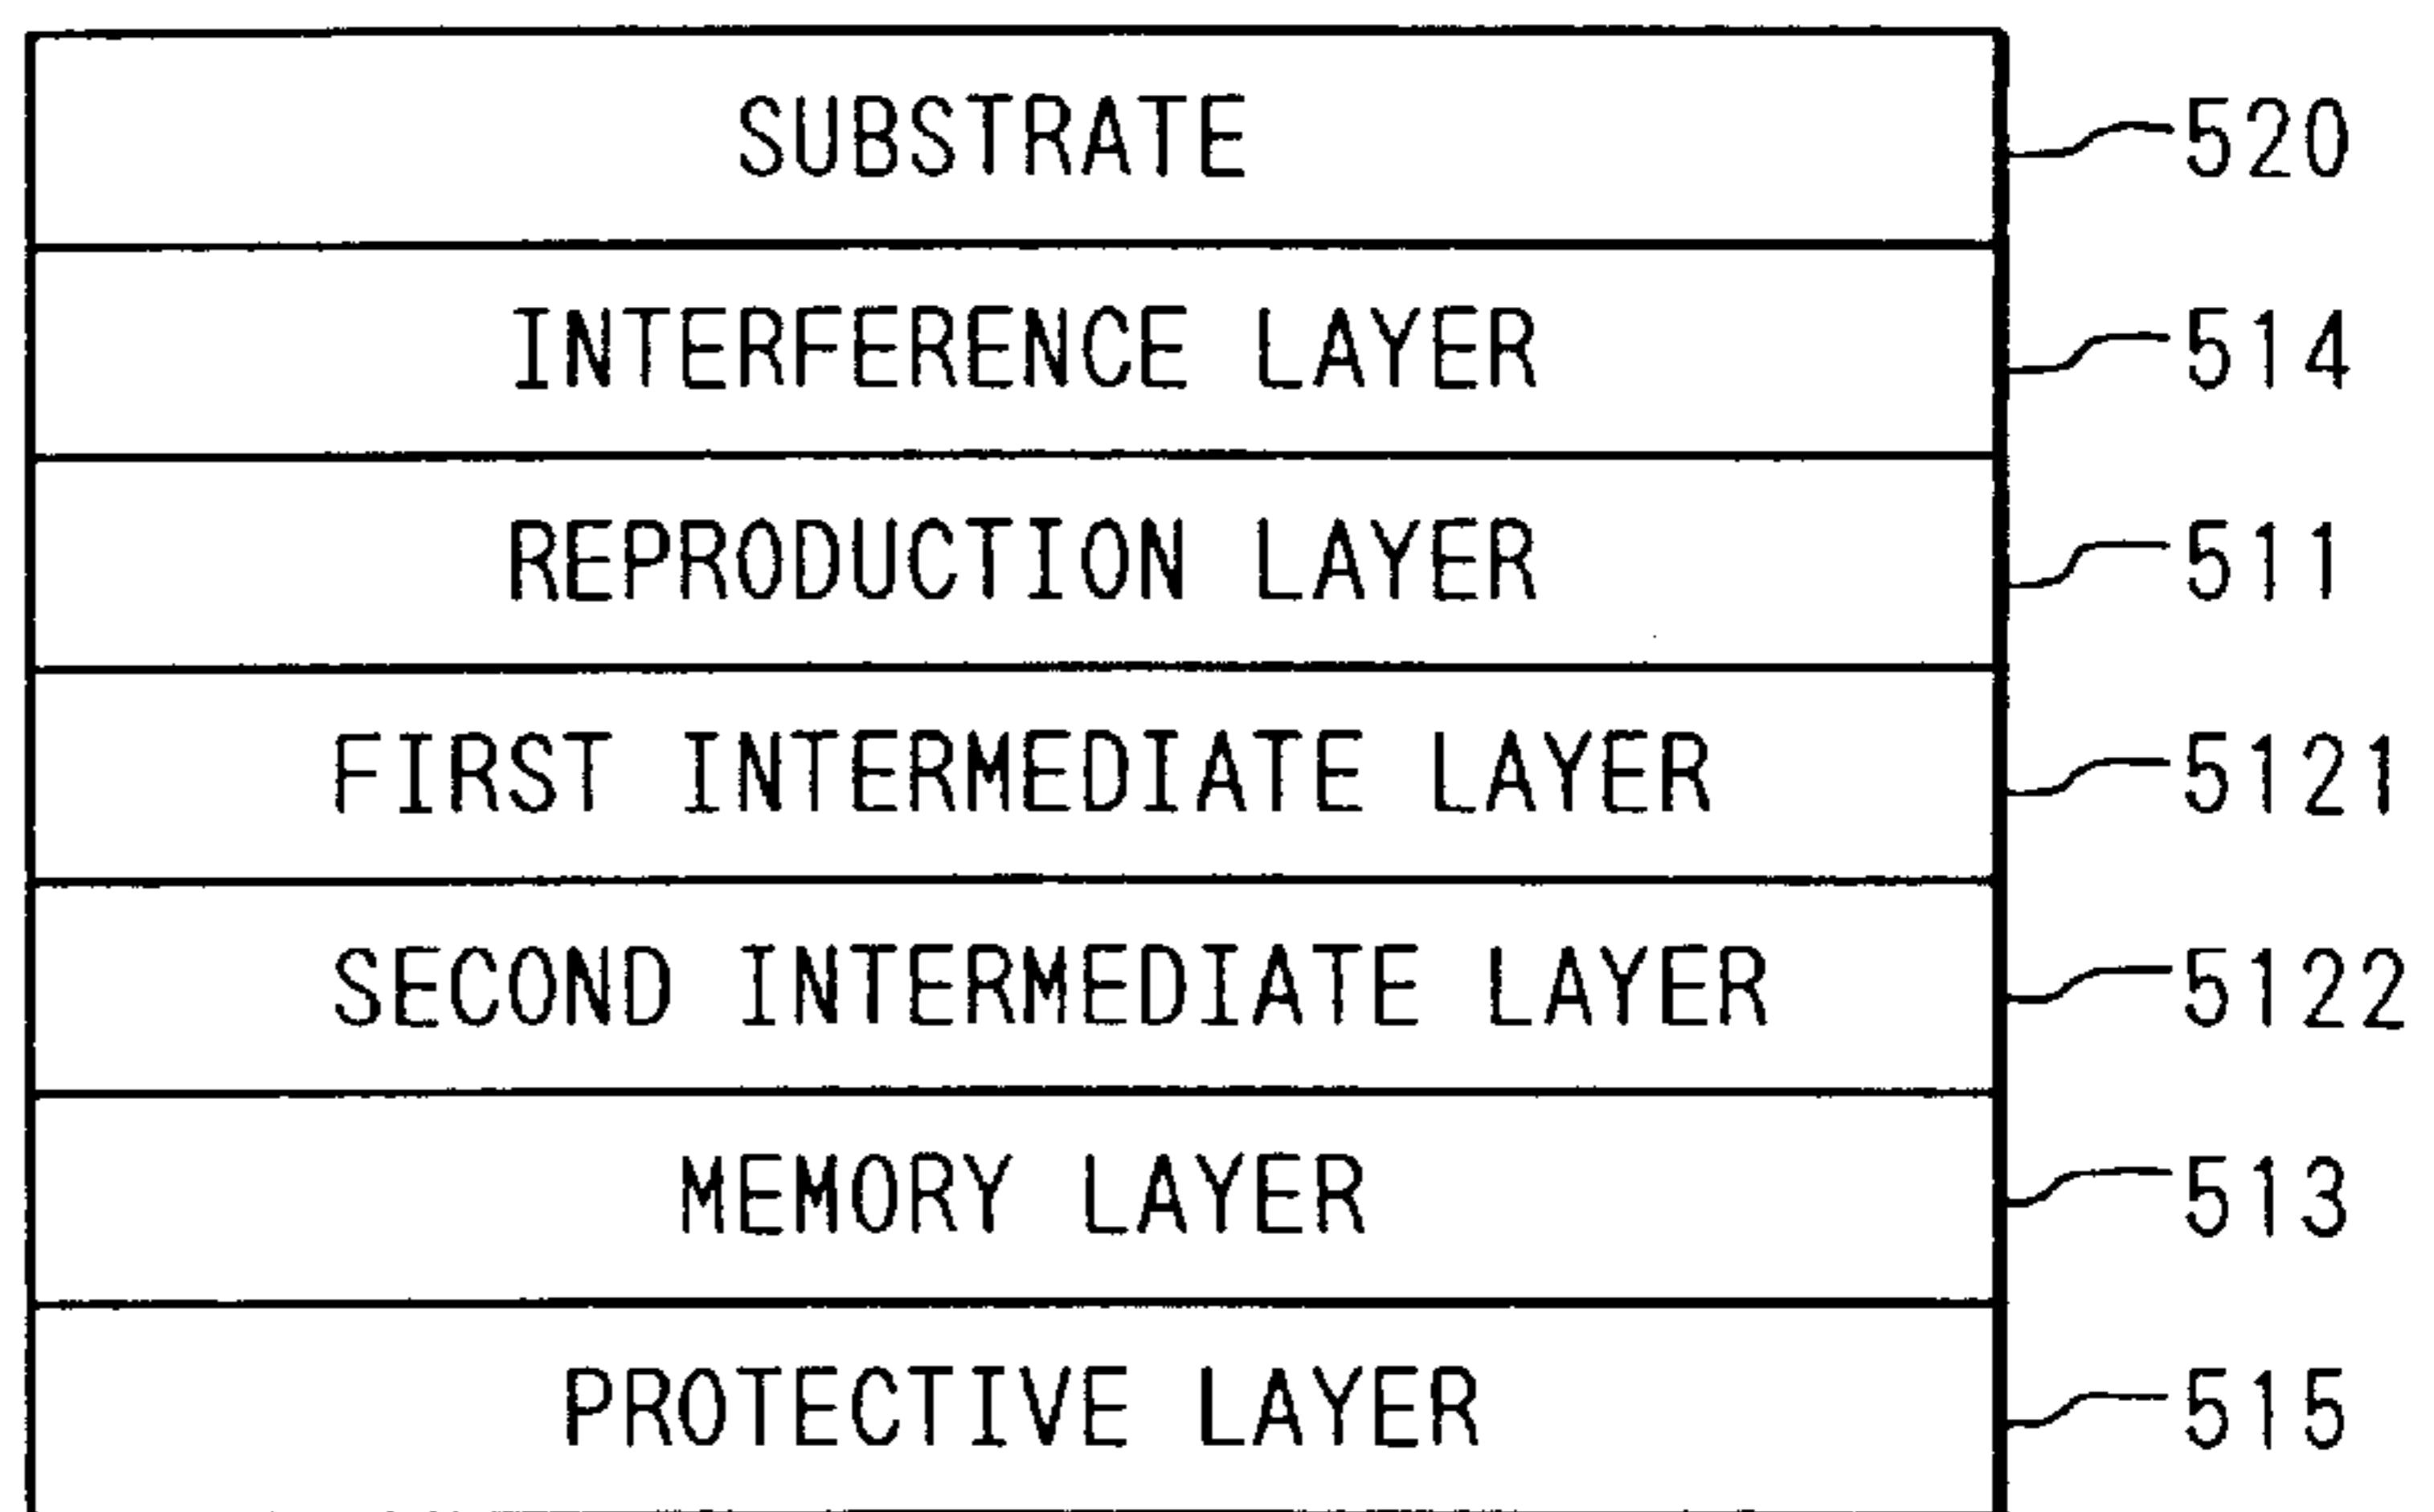 SUBSTRATE 520
INTERFERENCE LAYER 514
REPRODUCTION LAYER 511
FIRST INTERMEDIATE LAYER 5121
SECOND INTERMEDIATE LAYER 5122
MEMORY LAYER 513
PROTECTIVE LAYER 515